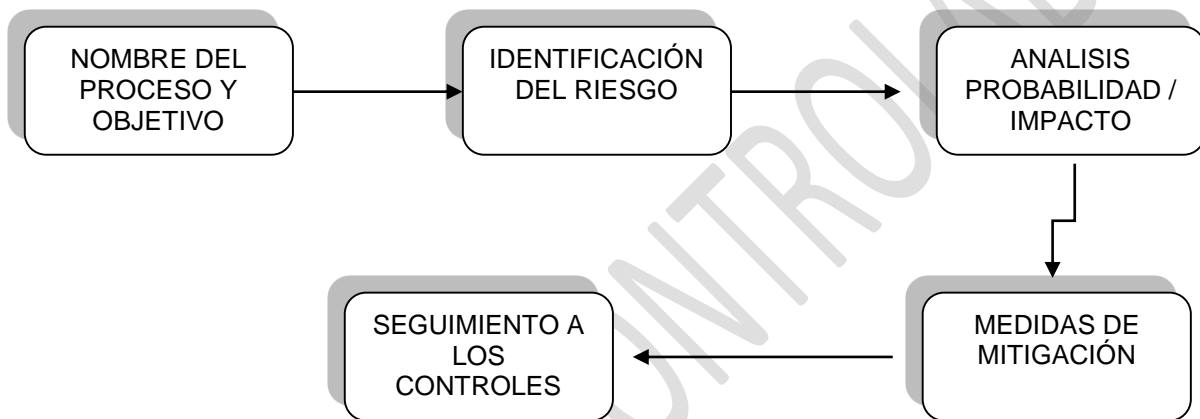 NOMBRE DEL
PROCESO Y
OBJETIVO
IDENTIFICACIÓN
DEL RIESGO
ANALISIS
PROBABILIDAD /
IMPACTO
MEDIDAS DE
MITIGACIÓN
SEGUIMIENTO A
LOS
CONTROLES